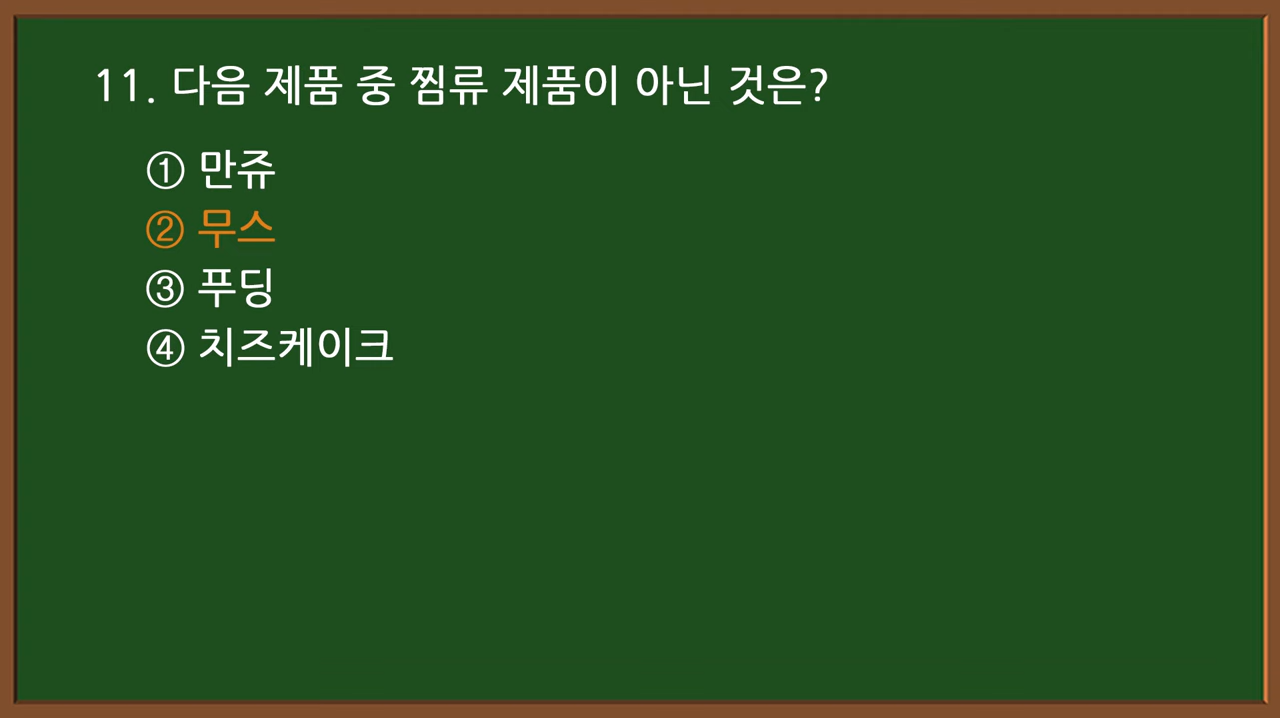 11. 다음 제품 중 찜류 제품이 아닌 것은?
① 만쥬
② 무스
③ 푸딩
④ 치즈케이크